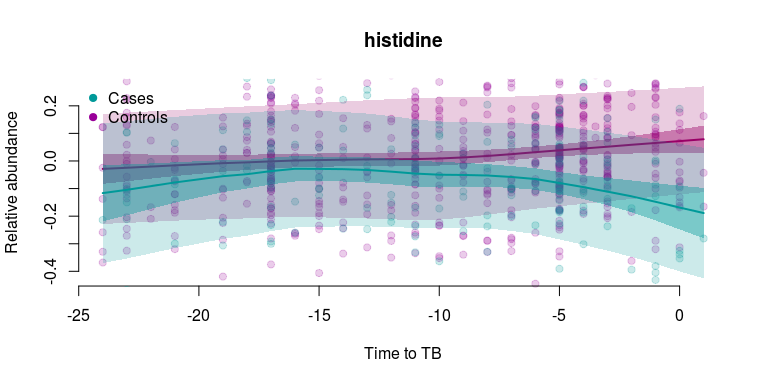 histidine
Cases
Controls
Relative abundance
0.2
0.0
-0.2
-0.4
-25
-20
-15
-10
-5
0
Time to TB